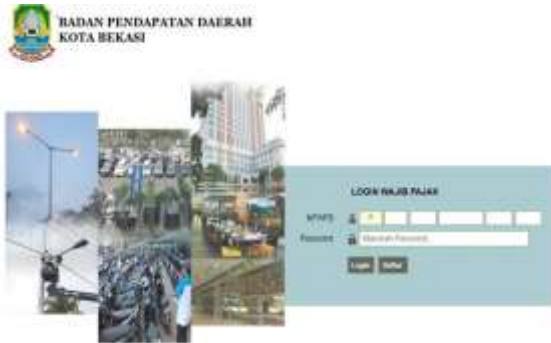 BADAN PENDAPATAN DAERAH
KOTA BEKASI
LOGIN WAJIB PAJAK
NPWPD
P
Password
Masukkan Password
Login
Daftar